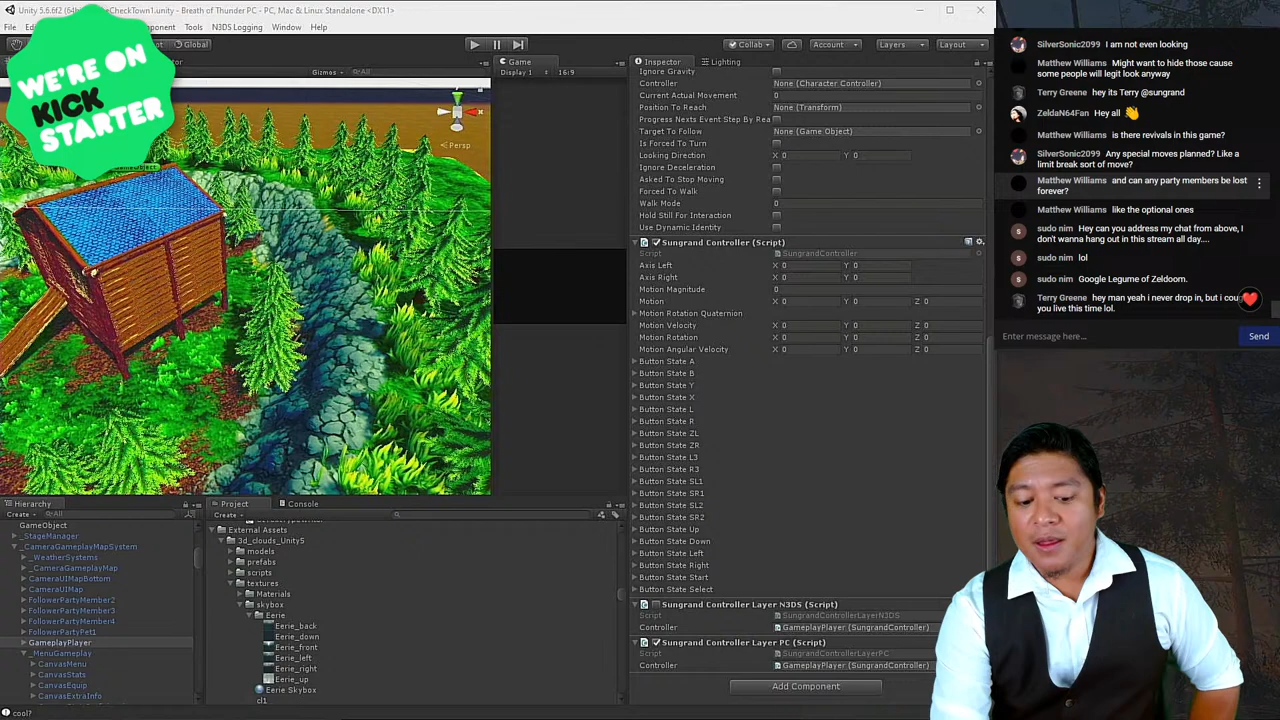 Unity 5.6.6f2 (64b
eCheckTown1.unity - Breath of Thunder PC - PC, Mac & Linux Standalone <DX11>
File
Tools
N3DS Logging
Window
Help
Global
Collab
Account
Layers
Layout
WE'RE ON
KICK
STARTER
Gizmos
All
Persp
Game
Display 1
16:9
Inspector
Lighting
Ignore Gravity
Controller
None (Character Controller)
Current Actual Movement
0
Position To Reach
None (Transform)
Progress Nexts Event Step By Rea
Target To Follow
None (Game Object)
Is Forced To Turn
Looking Direction
X 0
Y 0
Ignore Deceleration
Asked To Stop Moving
Forced To Walk
Walk Mode
0
Hold Still For Interaction
Use Dynamic Identity
Sungrand Controller (Script)
Script
SungrandController
Axis Left
X 0
Y 0
Axis Right
X 0
Y 0
Motion Magnitude
0
Motion
X 0
Y 0
Z 0
Motion Rotation Quaternion
Motion Velocity
X 0
Y 0
Z 0
Motion Rotation
X 0
Y 0
Z 0
Motion Angular Velocity
X 0
Y 0
Z 0
Button State A
Button State B
Button State Y
Button State X
Button State L
Button State R
Button State ZL
Button State ZR
Button State L3
Button State R3
Button State SL1
Button State SR1
Button State SL2
Button State SR2
Button State Up
Button State Down
Button State Left
Button State Right
Button State Start
Button State Select
Sungrand Controller Layer N3DS (Script)
Script
SungrandControllerLayerN3DS
Controller
GameplayPlayer (SungrandController)
Sungrand Controller Layer PC (Script)
Script
SungrandControllerLayerPC
Controller
GameplayPlayer (SungrandController)
Add Component
Hierarchy
Create
All
GameObject
_StageManager
_CameraGameplayMapSystem
_WeatherSystems
_CameraGameplayMap
CameraUIMapBottom
CameraUIMap
FollowerPartyMember2
FollowerPartyMember3
FollowerPartyMember4
FollowerPartyPet1
GameplayPlayer
_MenuGameplay
CanvasMenu
CanvasStats
CanvasEquip
CanvasExtraInfo
cool?
Project
Console
Create
External Assets
3d_clouds_Unity5
models
prefabs
scripts
textures
Materials
skybox
Eerie
Eerie_back
Eerie_down
Eerie_front
Eerie_left
Eerie_right
Eerie_up
Eerie Skybox
cl1
SilverSonic2099 I am not even looking
Matthew Williams Might want to hide those cause
some people will legit look anyway
Terry Greene hey its Terry @sungrand
ZeldaN64Fan Hey all 👋
Matthew Williams is there revivals in this game?
SilverSonic2099 Any special moves planned? Like a
limit break sort of move?
Matthew Williams and can any party members be lost
forever?
Matthew Williams like the optional ones
sudo nim Hey can you address my chat from above, I
don't wanna hang out in this stream all day....
sudo nim lol
sudo nim Google Legume of Zeldoom.
Terry Greene hey man yeah i never drop in, but i
you live this time lol.
Enter message here...
Send